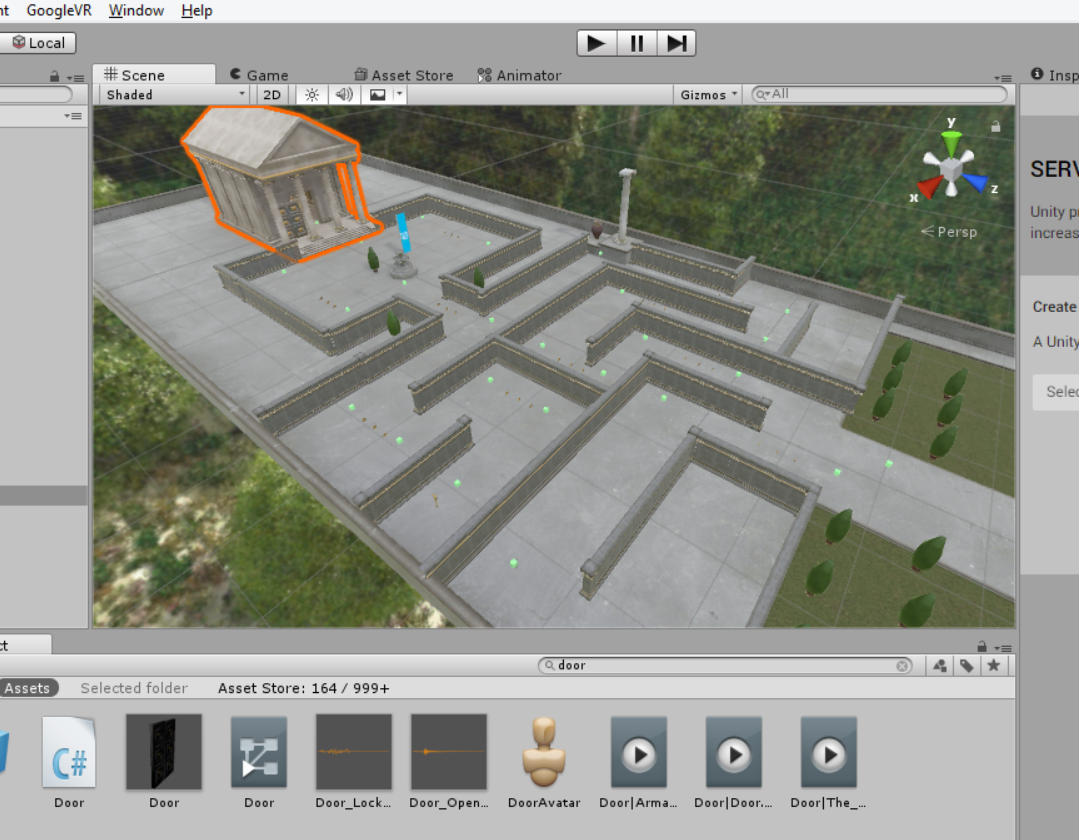 nt GoogleVR Window Help
Local
Scene Game Asset Store Animator Insp
Shaded 2D Gizmos All
y
x z
Persp
SERV
Unity pr
increas
Create
A Unity
Selec
ct
door
Assets Selected folder Asset Store: 164 / 999+
C#
Door Door Door Door_Lock... Door_Open... DoorAvatar Door|Arma... Door|Door.... Door|The_...